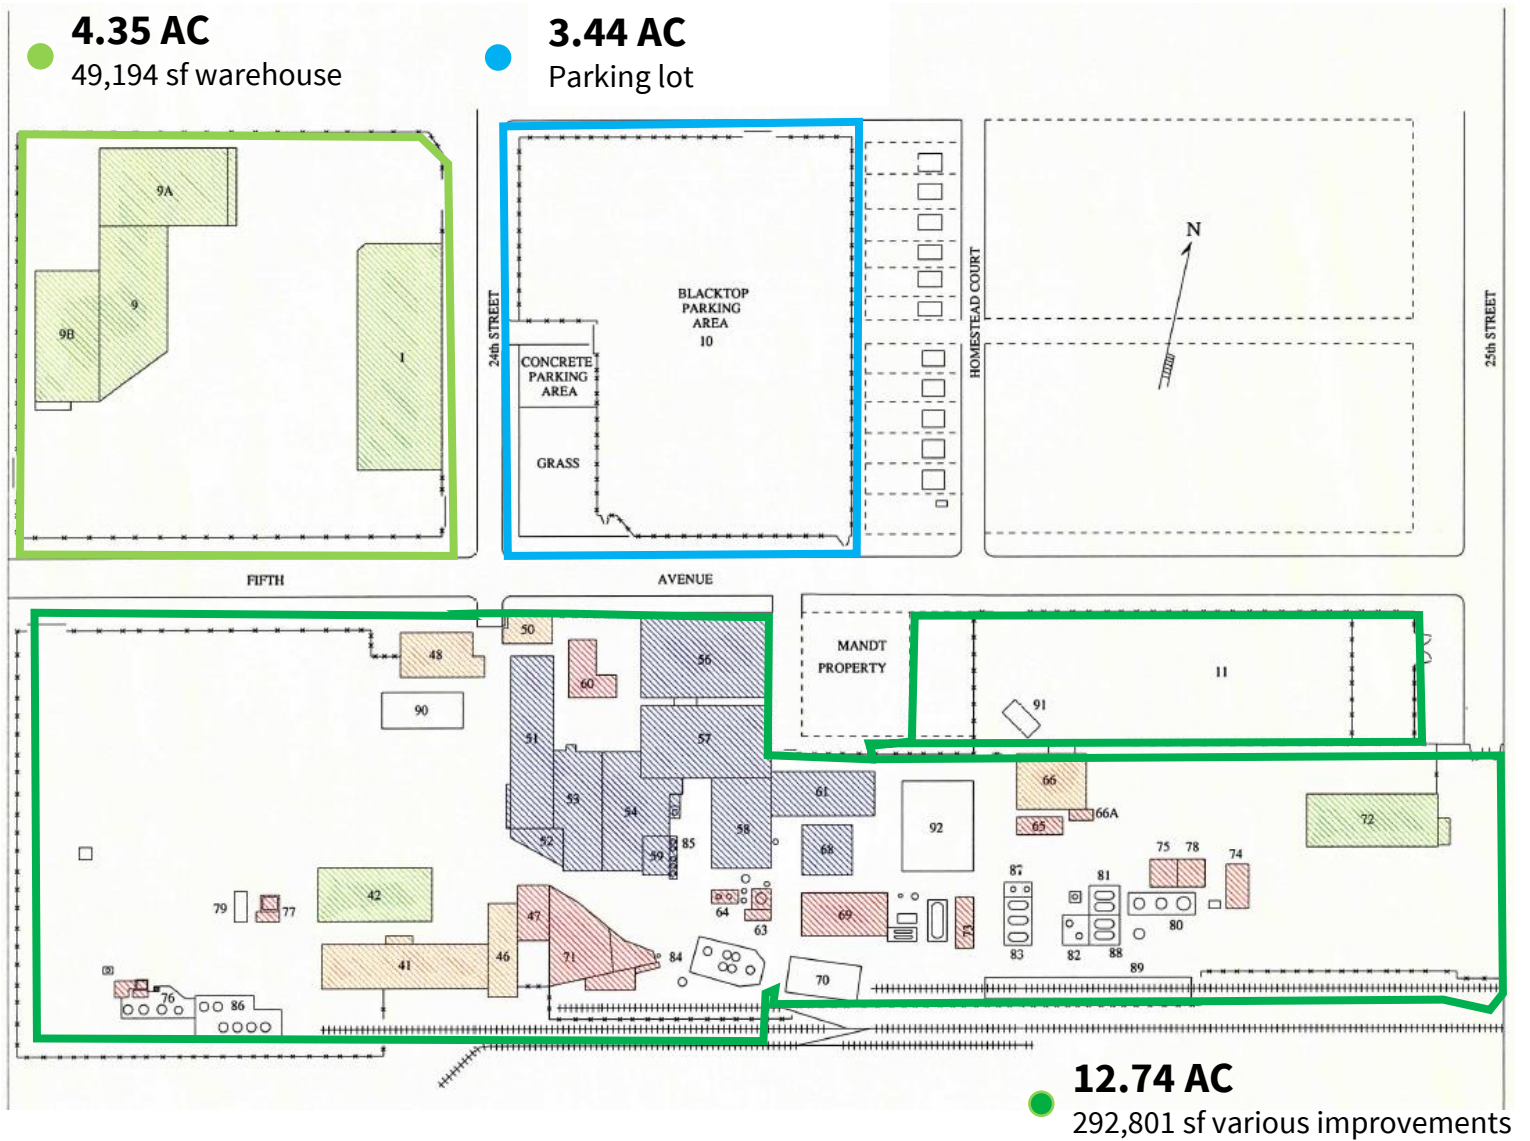 4.35 AC
49,194 sf warehouse
3.44 AC
Parking lot
9A
9
9B
1
24th STREET
BLACKTOP
PARKING
AREA
10
CONCRETE
PARKING
AREA
GRASS
HOMESTEAD COURT
N
25th STREET
FIFTH
AVENUE
48
50
60
56
90
51
57
53
54
52
59
85
58
61
68
MANDT
PROPERTY
91
11
92
66
66A
65
72
75
78
74
79
77
42
47
64
63
69
73
87
81
80
83
82
88
41
46
71
84
70
89
76
86
12.74 AC
292,801 sf various improvements